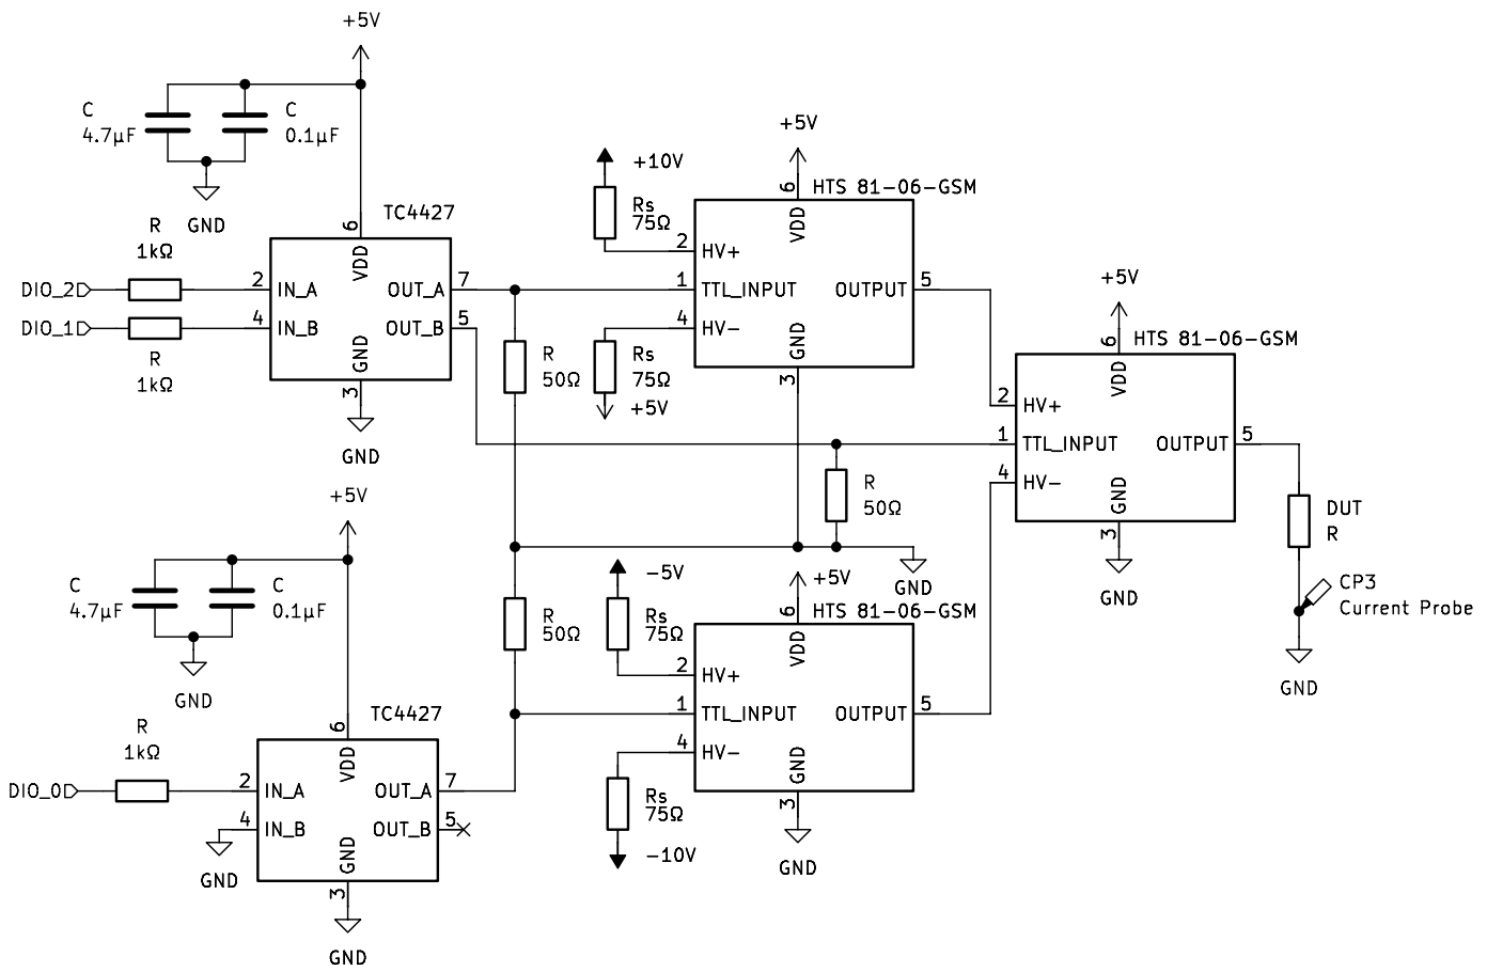 +5V
C
4.7µF
C
0.1µF
GND
R
1kΩ
TC4427
6
VDD
DIO_2
2
IN_A
OUT_A
7
DIO_1
4
IN_B
OUT_B
5
R
1kΩ
GND
3
GND
+10V
Rs
75Ω
+5V
HTS 81-06-GSM
6
VDD
2
HV+
1
TTL_INPUT
OUTPUT
5
4
HV-
GND
3
R
50Ω
Rs
75Ω
+5V
+5V
HTS 81-06-GSM
6
VDD
2
HV+
1
TTL_INPUT
OUTPUT
5
4
HV-
GND
3
GND
R
50Ω
GND
DUT
R
CP3
Current Probe
GND
+5V
C
4.7µF
C
0.1µF
GND
R
50Ω
-5V
Rs
75Ω
+5V
HTS 81-06-GSM
6
VDD
2
HV+
1
TTL_INPUT
OUTPUT
5
4
HV-
GND
3
GND
Rs
75Ω
-10V
R
1kΩ
TC4427
6
VDD
DIO_0
2
IN_A
OUT_A
7
4
IN_B
OUT_B
5
GND
GND
3
GND